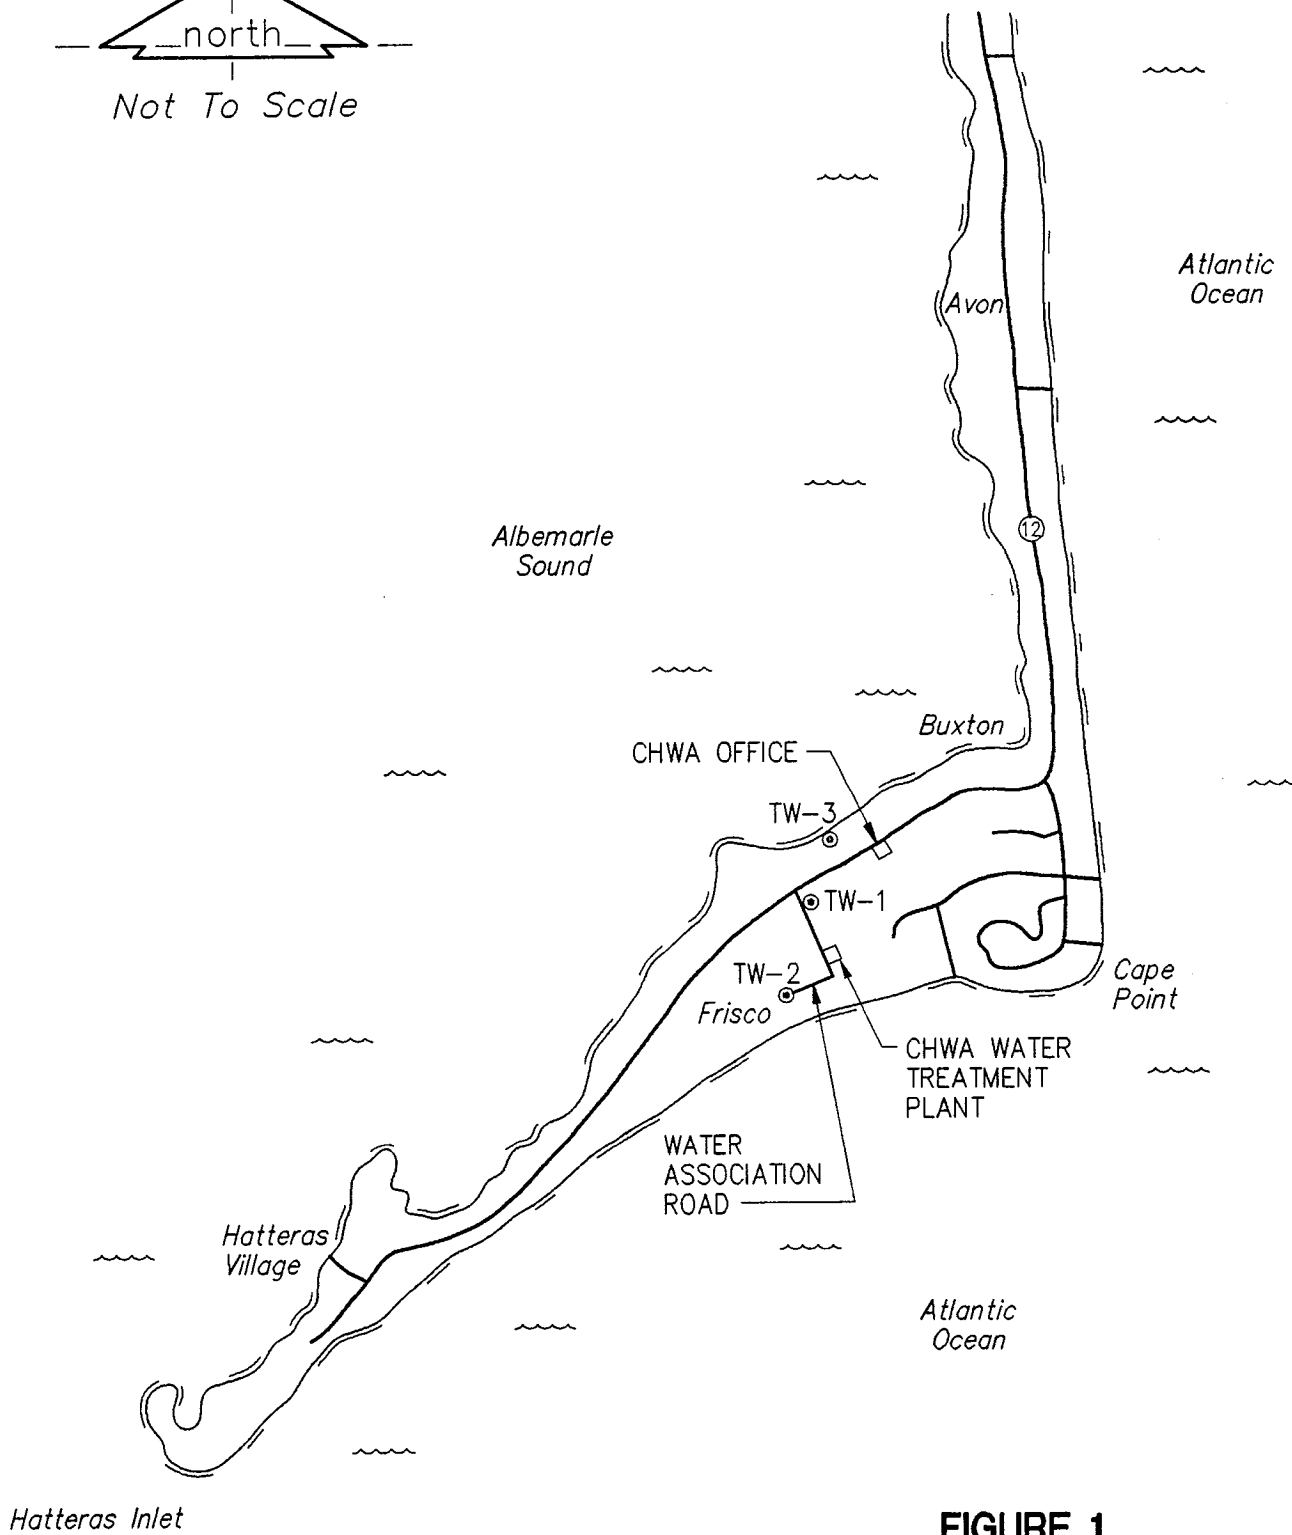 north
Not To Scale
Atlantic
Ocean
Avon
12
Albemarle
Sound
Buxton
CHWA OFFICE
TW-3
TW-1
TW-2
Frisco
Cape
Point
CHWA WATER
TREATMENT
PLANT
WATER
ASSOCIATION
ROAD
Hatteras
Village
Atlantic
Ocean
Hatteras Inlet
FIGURE 1